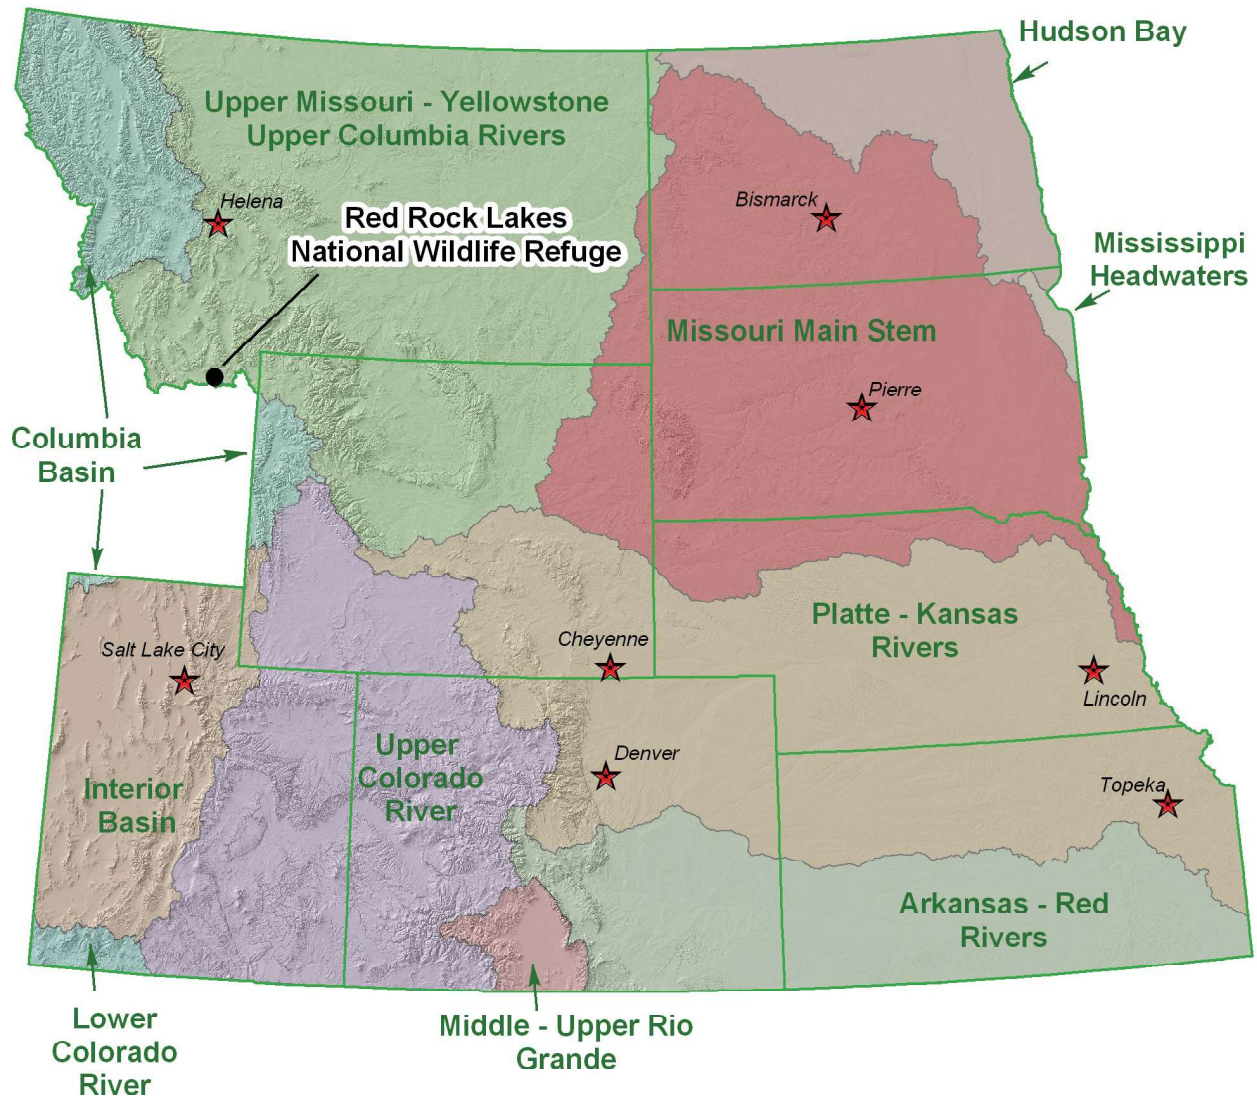 Hudson Bay
Upper Missouri - Yellowstone
Upper Columbia Rivers
Helena
Bismarck
Red Rock Lakes
National Wildlife Refuge
Mississippi
Headwaters
Missouri Main Stem
Pierre
Columbia
Basin
Platte - Kansas
Rivers
Cheyenne
Salt Lake City
Lincoln
Upper
Colorado
River
Denver
Interior
Basin
Topeka
Arkansas - Red
Rivers
Lower
Colorado
River
Middle - Upper Rio
Grande